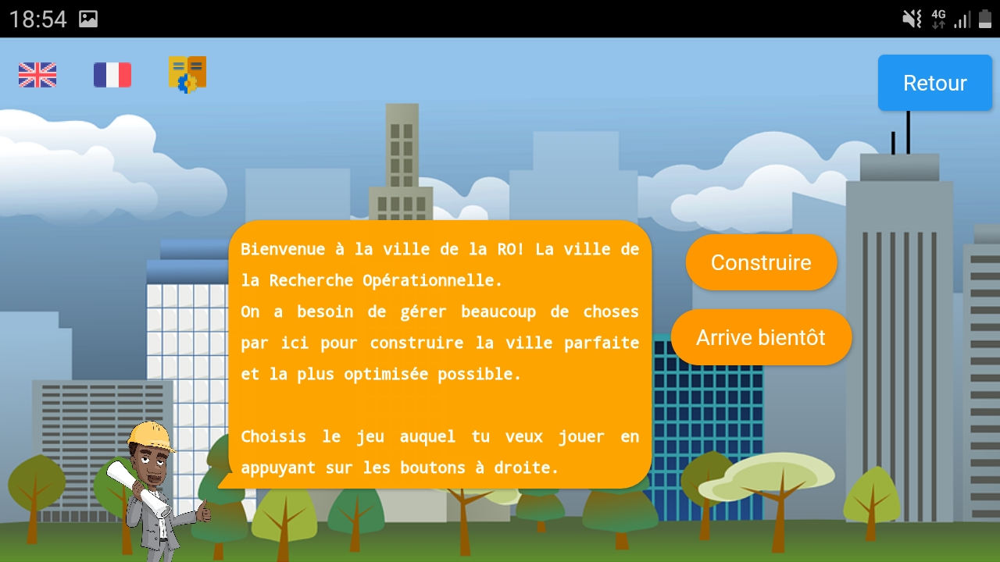 18:54
4G
Retour
Bienvenue à la ville de la RO! La ville de
la Recherche Opérationnelle.
On a besoin de gérer beaucoup de choses
par ici pour construire la ville parfaite
et la plus optimisée possible.
Choisis le jeu auquel tu veux jouer en
appuyant sur les boutons à droite.
Construire
Arrive bientôt